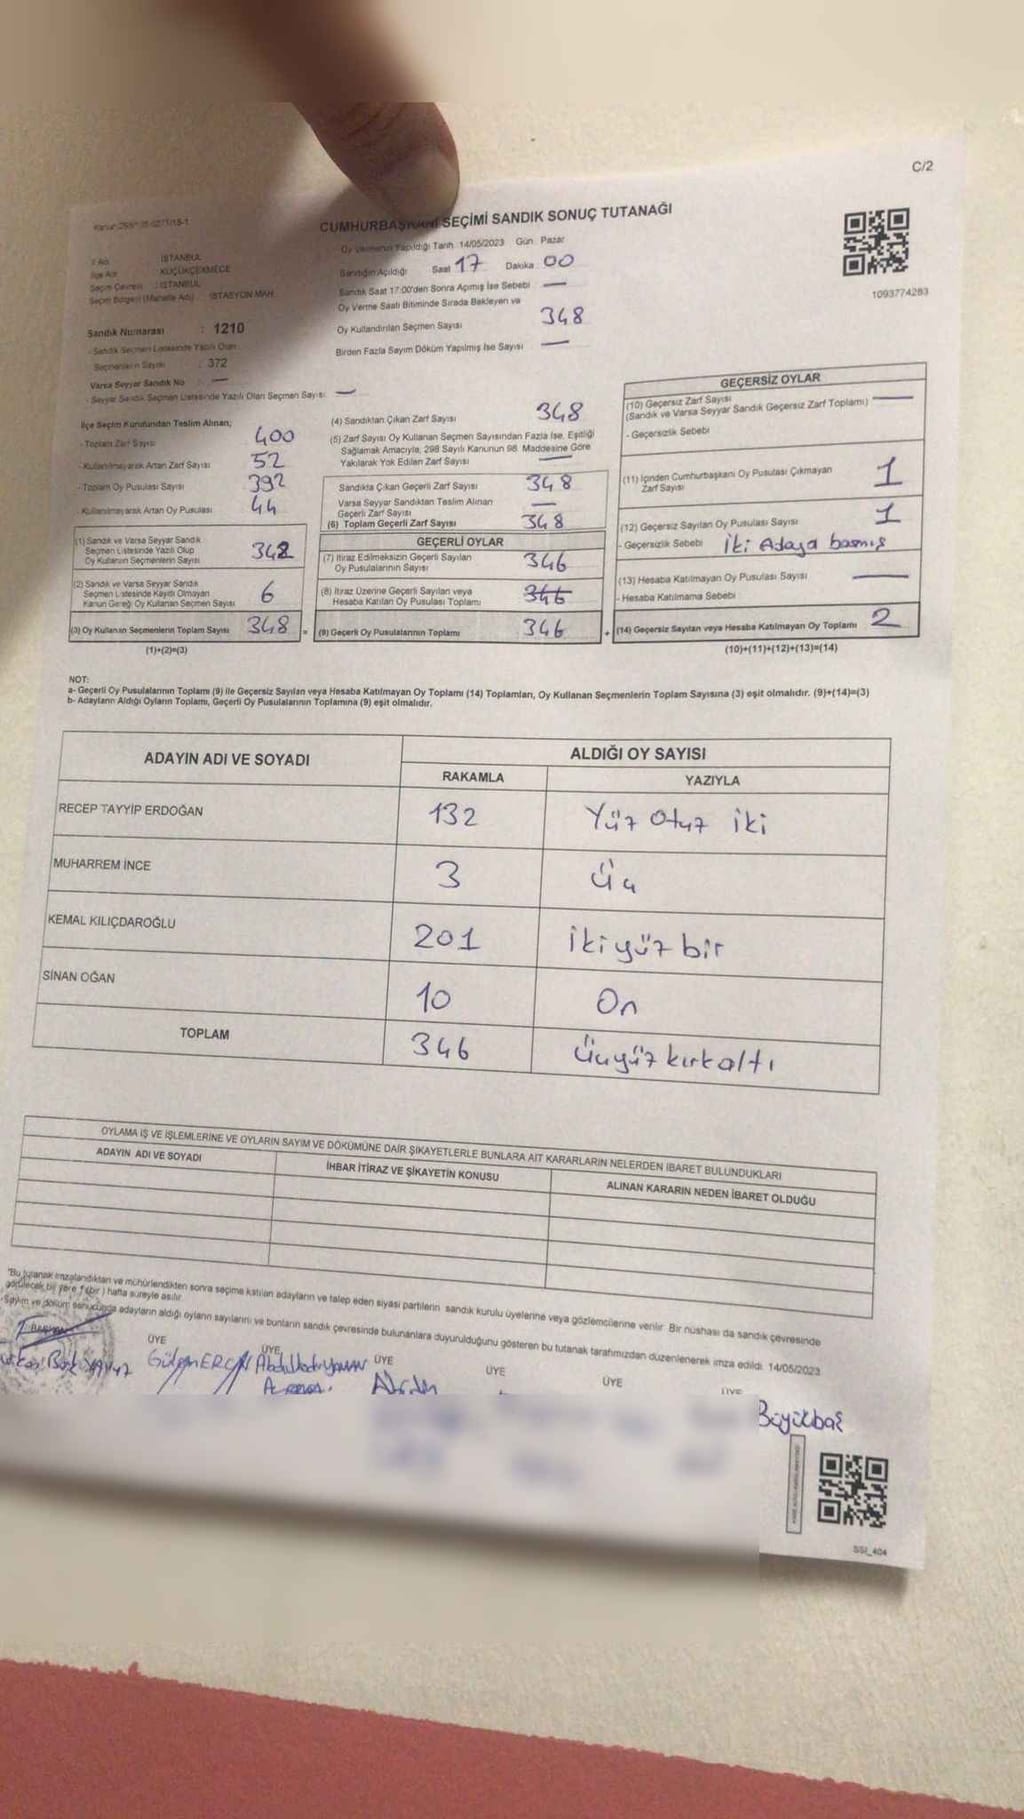 C/2
CUMHURBAŞKANI SEÇİMİ SANDIK SONUÇ TUTANAĞI
1093774283
İl Adı : İSTANBUL
İlçe Adı : KÜÇÜKÇEKMECE
Seçim Çevresi : İSTANBUL
Seçim Bölgesi (Mahalle Adı) : İSTASYON MAH.
Oy Vermenin Yapıldığı Tarih 14/05/2023 Gün Pazar
Sandığın Açıldığı Saat 17 Dakika 00
Sandık Saat 17:00'den Sonra Açılmış İse Sebebi —
Oy Verme Saati Bitiminde Sırada Bekleyen ve
Oy Kullandırılan Seçmen Sayısı 348
Birden Fazla Sayım Döküm Yapılmış İse Sayısı —
Sandık Numarası : 1210
- Sandık Seçmen Listesinde Yazılı Olan
Seçmenlerin Sayısı : 372
Varsa Seyyar Sandık No : —
- Seyyar Sandık Seçmen Listesinde Yazılı Olan Seçmen Sayısı —
İlçe Seçim Kurulundan Teslim Alınan;
- Toplam Zarf Sayısı 400
- Kullanılmayarak Artan Zarf Sayısı 52
- Toplam Oy Pusulası Sayısı 392
- Kullanılmayarak Artan Oy Pusulası 44
(1) Sandık ve Varsa Seyyar Sandık
Seçmen Listesinde Yazılı Olup
Oy Kullanan Seçmenlerin Sayısı 342
(2) Sandık ve Varsa Seyyar Sandık
Seçmen Listesinde Kayıtlı Olmayan
Kanun Gereği Oy Kullanan Seçmen Sayısı 6
(3) Oy Kullanan Seçmenlerin Toplam Sayısı 348 =
(1)+(2)=(3)
(4) Sandıktan Çıkan Zarf Sayısı 348
(5) Zarf Sayısı Oy Kullanan Seçmen Sayısından Fazla İse, Eşitliği
Sağlamak Amacıyla, 298 Sayılı Kanunun 98. Maddesine Göre
Yakılarak Yok Edilen Zarf Sayısı —
Sandıkta Çıkan Geçerli Zarf Sayısı 348
Varsa Seyyar Sandıktan Teslim Alınan
Geçerli Zarf Sayısı —
(6) Toplam Geçerli Zarf Sayısı 348
GEÇERLİ OYLAR
(7) İtiraz Edilmeksizin Geçerli Sayılan
Oy Pusulalarının Sayısı 346
(8) İtiraz Üzerine Geçerli Sayılan veya
Hesaba Katılan Oy Pusulası Toplamı 346
(9) Geçerli Oy Pusulalarının Toplamı 346 +
GEÇERSİZ OYLAR
(10) Geçersiz Zarf Sayısı —
(Sandık ve Varsa Seyyar Sandık Geçersiz Zarf Toplamı)
- Geçersizlik Sebebi
(11) İçinden Cumhurbaşkanı Oy Pusulası Çıkmayan
Zarf Sayısı 1
(12) Geçersiz Sayılan Oy Pusulası Sayısı 1
- Geçersizlik Sebebi İki Adaya basmış
(13) Hesaba Katılmayan Oy Pusulası Sayısı —
- Hesaba Katılmama Sebebi
(14) Geçersiz Sayılan veya Hesaba Katılmayan Oy Toplamı 2
(10)+(11)+(12)+(13)=(14)
NOT:
a- Geçerli Oy Pusulalarının Toplamı (9) ile Geçersiz Sayılan veya Hesaba Katılmayan Oy Toplamı (14) Toplamları, Oy Kullanan Seçmenlerin Toplam Sayısına (3) eşit olmalıdır. (9)+(14)=(3)
b- Adayların Aldığı Oyların Toplamı, Geçerli Oy Pusulalarının Toplamına (9) eşit olmalıdır.
ADAYIN ADI VE SOYADI ALDIĞI OY SAYISI
RAKAMLA YAZIYLA
RECEP TAYYİP ERDOĞAN 132 Yüz Otuz iki
MUHARREM İNCE 3 Üç
KEMAL KILIÇDAROĞLU 201 İkiyüz bir
SİNAN OĞAN 10 On
TOPLAM 346 Üçyüz kırkaltı
OYLAMA İŞ VE İŞLEMLERİNE VE OYLARIN SAYIM VE DÖKÜMÜNE DAİR ŞİKAYETLERLE BUNLARA AİT KARARLARIN NELERDEN İBARET BULUNDUKLARI
ADAYIN ADI VE SOYADI İHBAR İTİRAZ VE ŞİKAYETİN KONUSU ALINAN KARARIN NEDEN İBARET OLDUĞU
*Bu tutanak imzalandıktan ve mühürlendikten sonra seçime katılan adayların ve talep eden siyasi partilerin sandık kurulu üyelerine veya gözlemcilerine verilir. Bir nüshası da sandık çevresinde
görülecek bir yere 1 (bir) hafta süreyle asılır.
Sayım ve döküm sonucunda adayların aldığı oyların sayılarını ve bunların sandık çevresinde bulunanlara duyurulduğunu gösteren bu tutanak tarafımızdan düzenlenerek imza edildi. 14/05/2023
ÜYE ÜYE ÜYE ÜYE ÜYE ÜYE
Büyükbaş
SSI_404